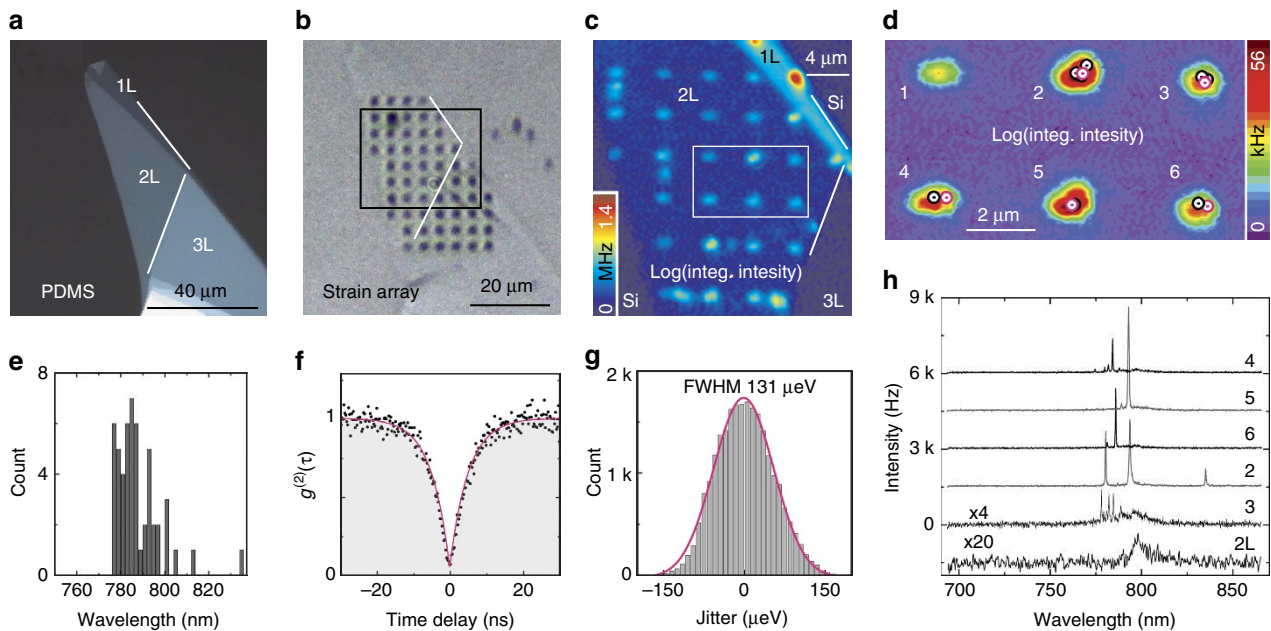 a
1L
2L
3L
PDMS
40 μm
b
Strain array
20 μm
c
1L
4 μm
2L
Si
MHz
0
1.4
Log(integ. intesity)
Si
3L
d
1
2
3
Log(integ. intesity)
4
5
6
2 μm
56
kHz
0
e
8
4
0
Count
760
780
800
820
Wavelength (nm)
f
1
0
g(2)(τ)
−20
0
20
Time delay (ns)
g
2 k
1 k
0
Count
FWHM 131 μeV
−150
0
150
Jitter (μeV)
h
9 k
6 k
3 k
0
Intensity (Hz)
4
5
6
2
x4
3
x20
2L
700
750
800
850
Wavelength (nm)